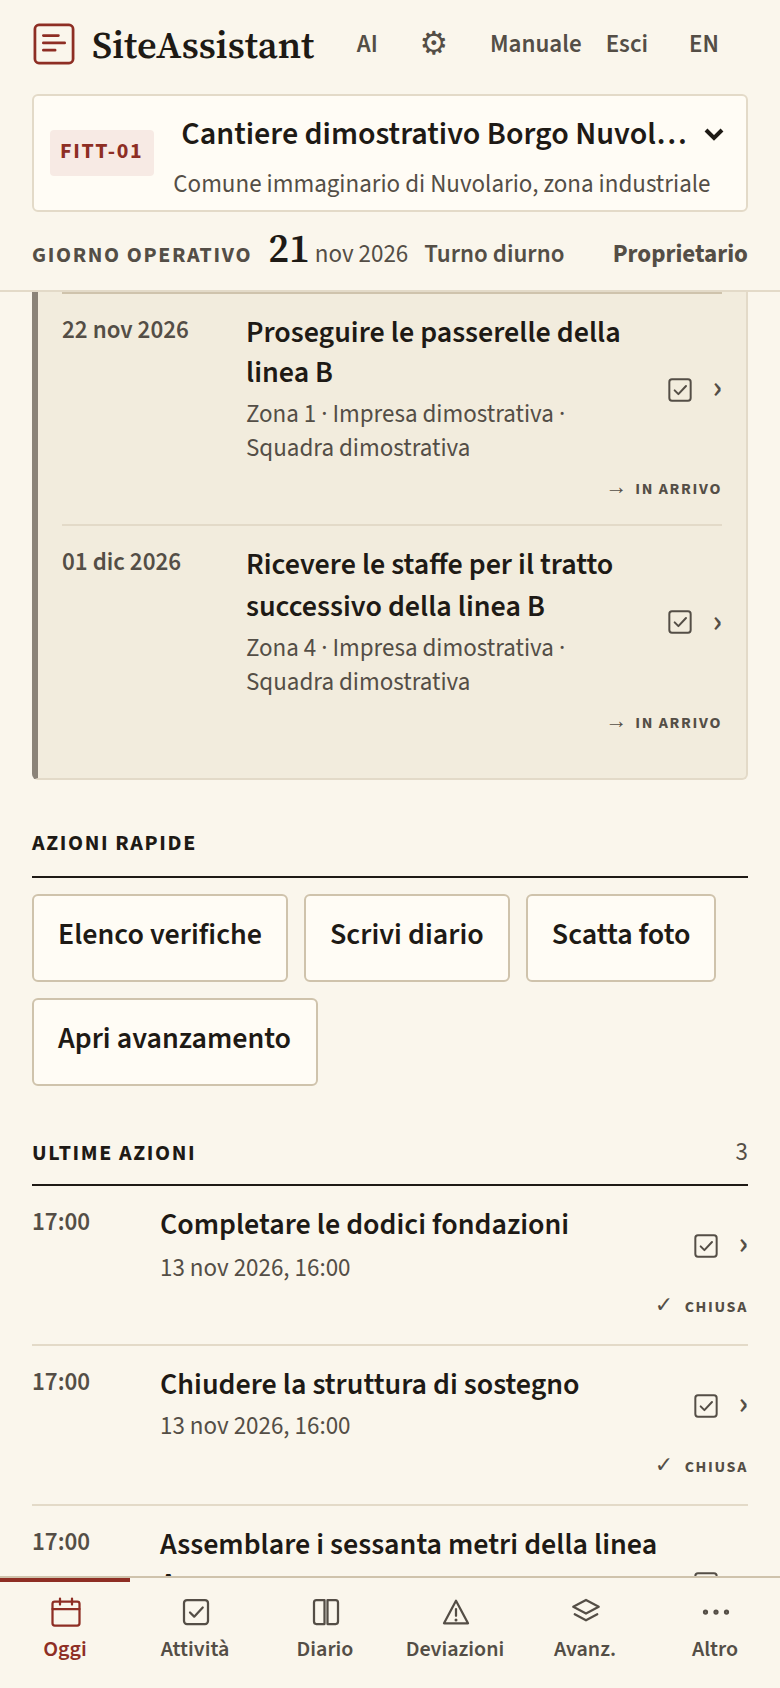 SiteAssistant AI Manuale Esci EN
FITT-01
Cantiere dimostrativo Borgo Nuvol…
Comune immaginario di Nuvolario, zona industriale
GIORNO OPERATIVO 21 nov 2026 Turno diurno Proprietario
22 nov 2026
Proseguire le passerelle della
linea B
Zona 1 · Impresa dimostrativa ·
Squadra dimostrativa
→ IN ARRIVO
01 dic 2026
Ricevere le staffe per il tratto
successivo della linea B
Zona 4 · Impresa dimostrativa ·
Squadra dimostrativa
→ IN ARRIVO
AZIONI RAPIDE
Elenco verifiche
Scrivi diario
Scatta foto
Apri avanzamento
ULTIME AZIONI 3
17:00
Completare le dodici fondazioni
13 nov 2026, 16:00
✓ CHIUSA
17:00
Chiudere la struttura di sostegno
13 nov 2026, 16:00
✓ CHIUSA
17:00
Assemblare i sessanta metri della linea
Oggi Attività Diario Deviazioni Avanz. Altro